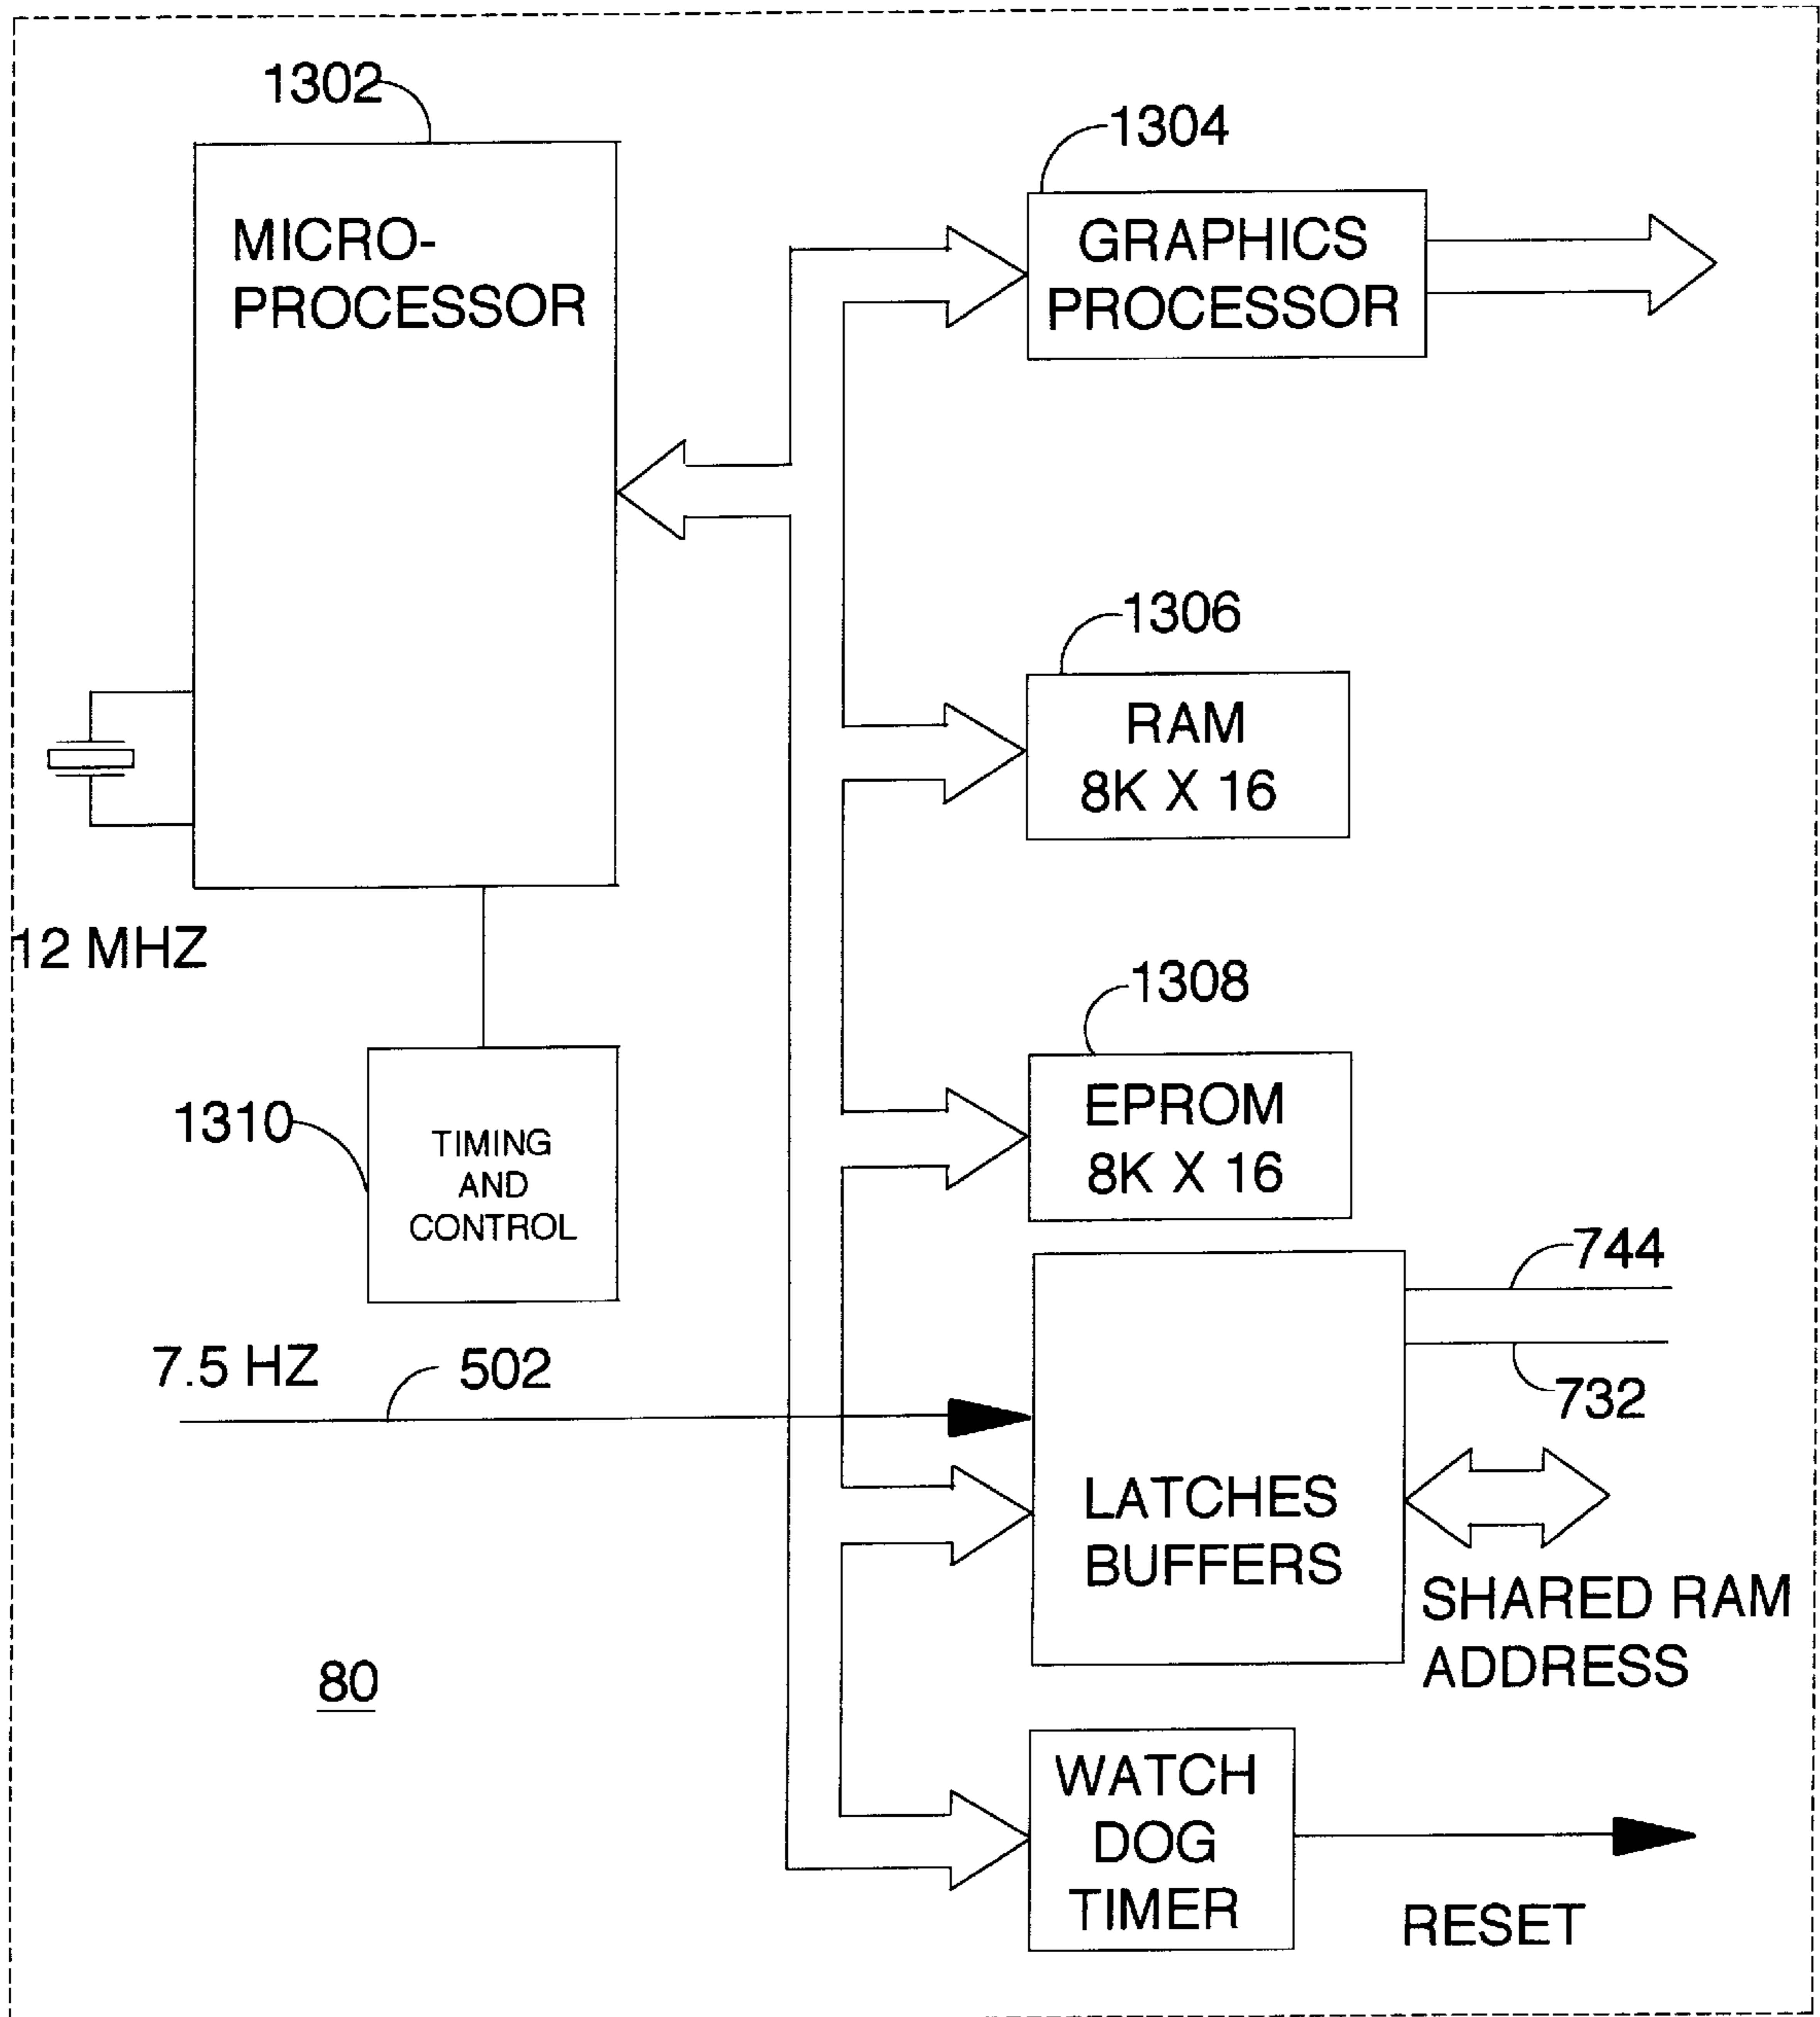 1302
MICRO-
PROCESSOR
1304
GRAPHICS
PROCESSOR
1306
RAM
8K X 16
12 MHZ
1308
EPROM
8K X 16
1310
TIMING
AND
CONTROL
744
732
7.5 HZ
502
LATCHES
BUFFERS
SHARED RAM
ADDRESS
80
WATCH
DOG
TIMER
RESET